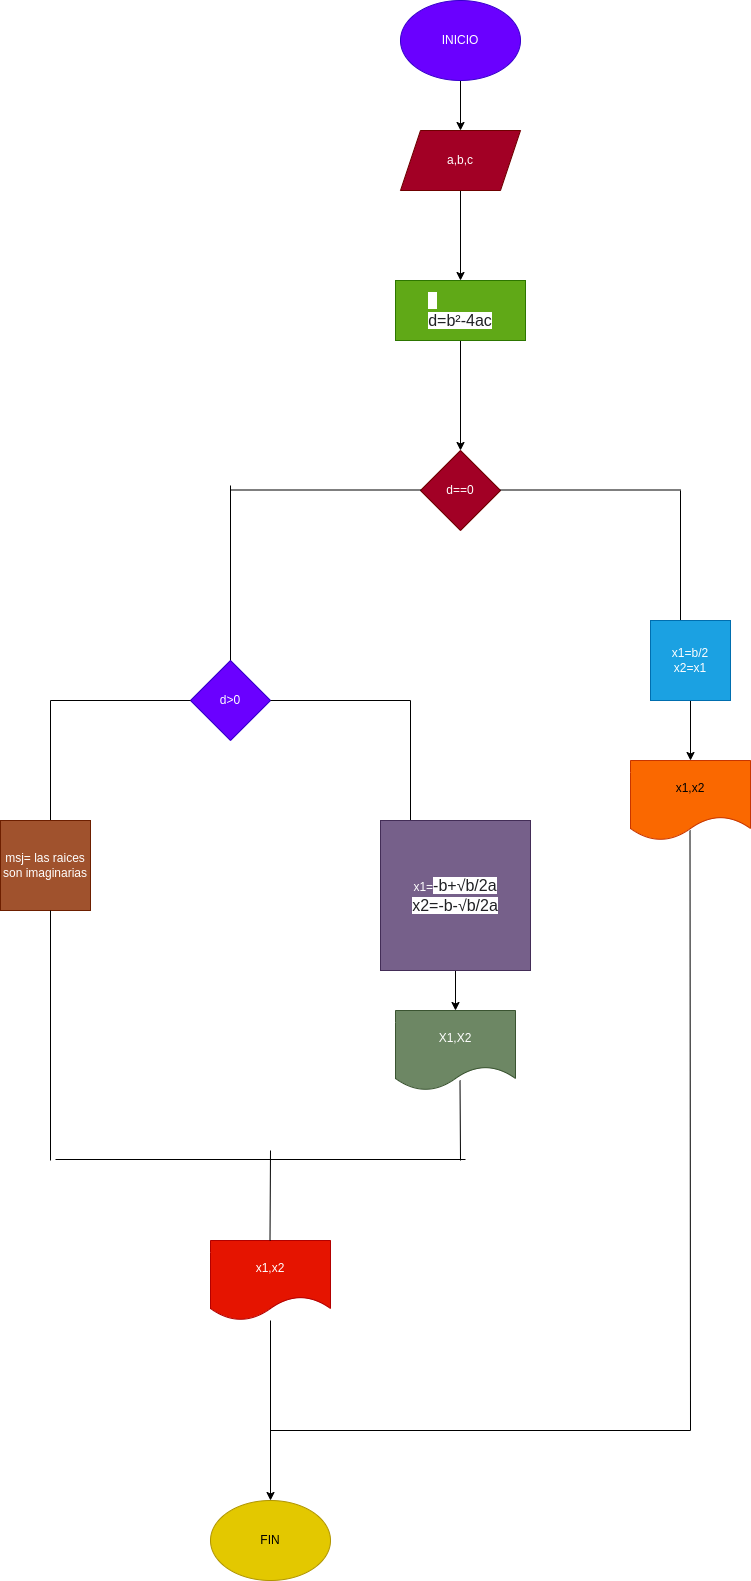 INICIO
a,b,c
d=b²-4ac
d==0
x1=b/2
x2=x1
d>0
x1,x2
msj= las raices
son imaginarias
x1=-b+√b/2a
x2=-b-√b/2a
X1,X2
x1,x2
FIN